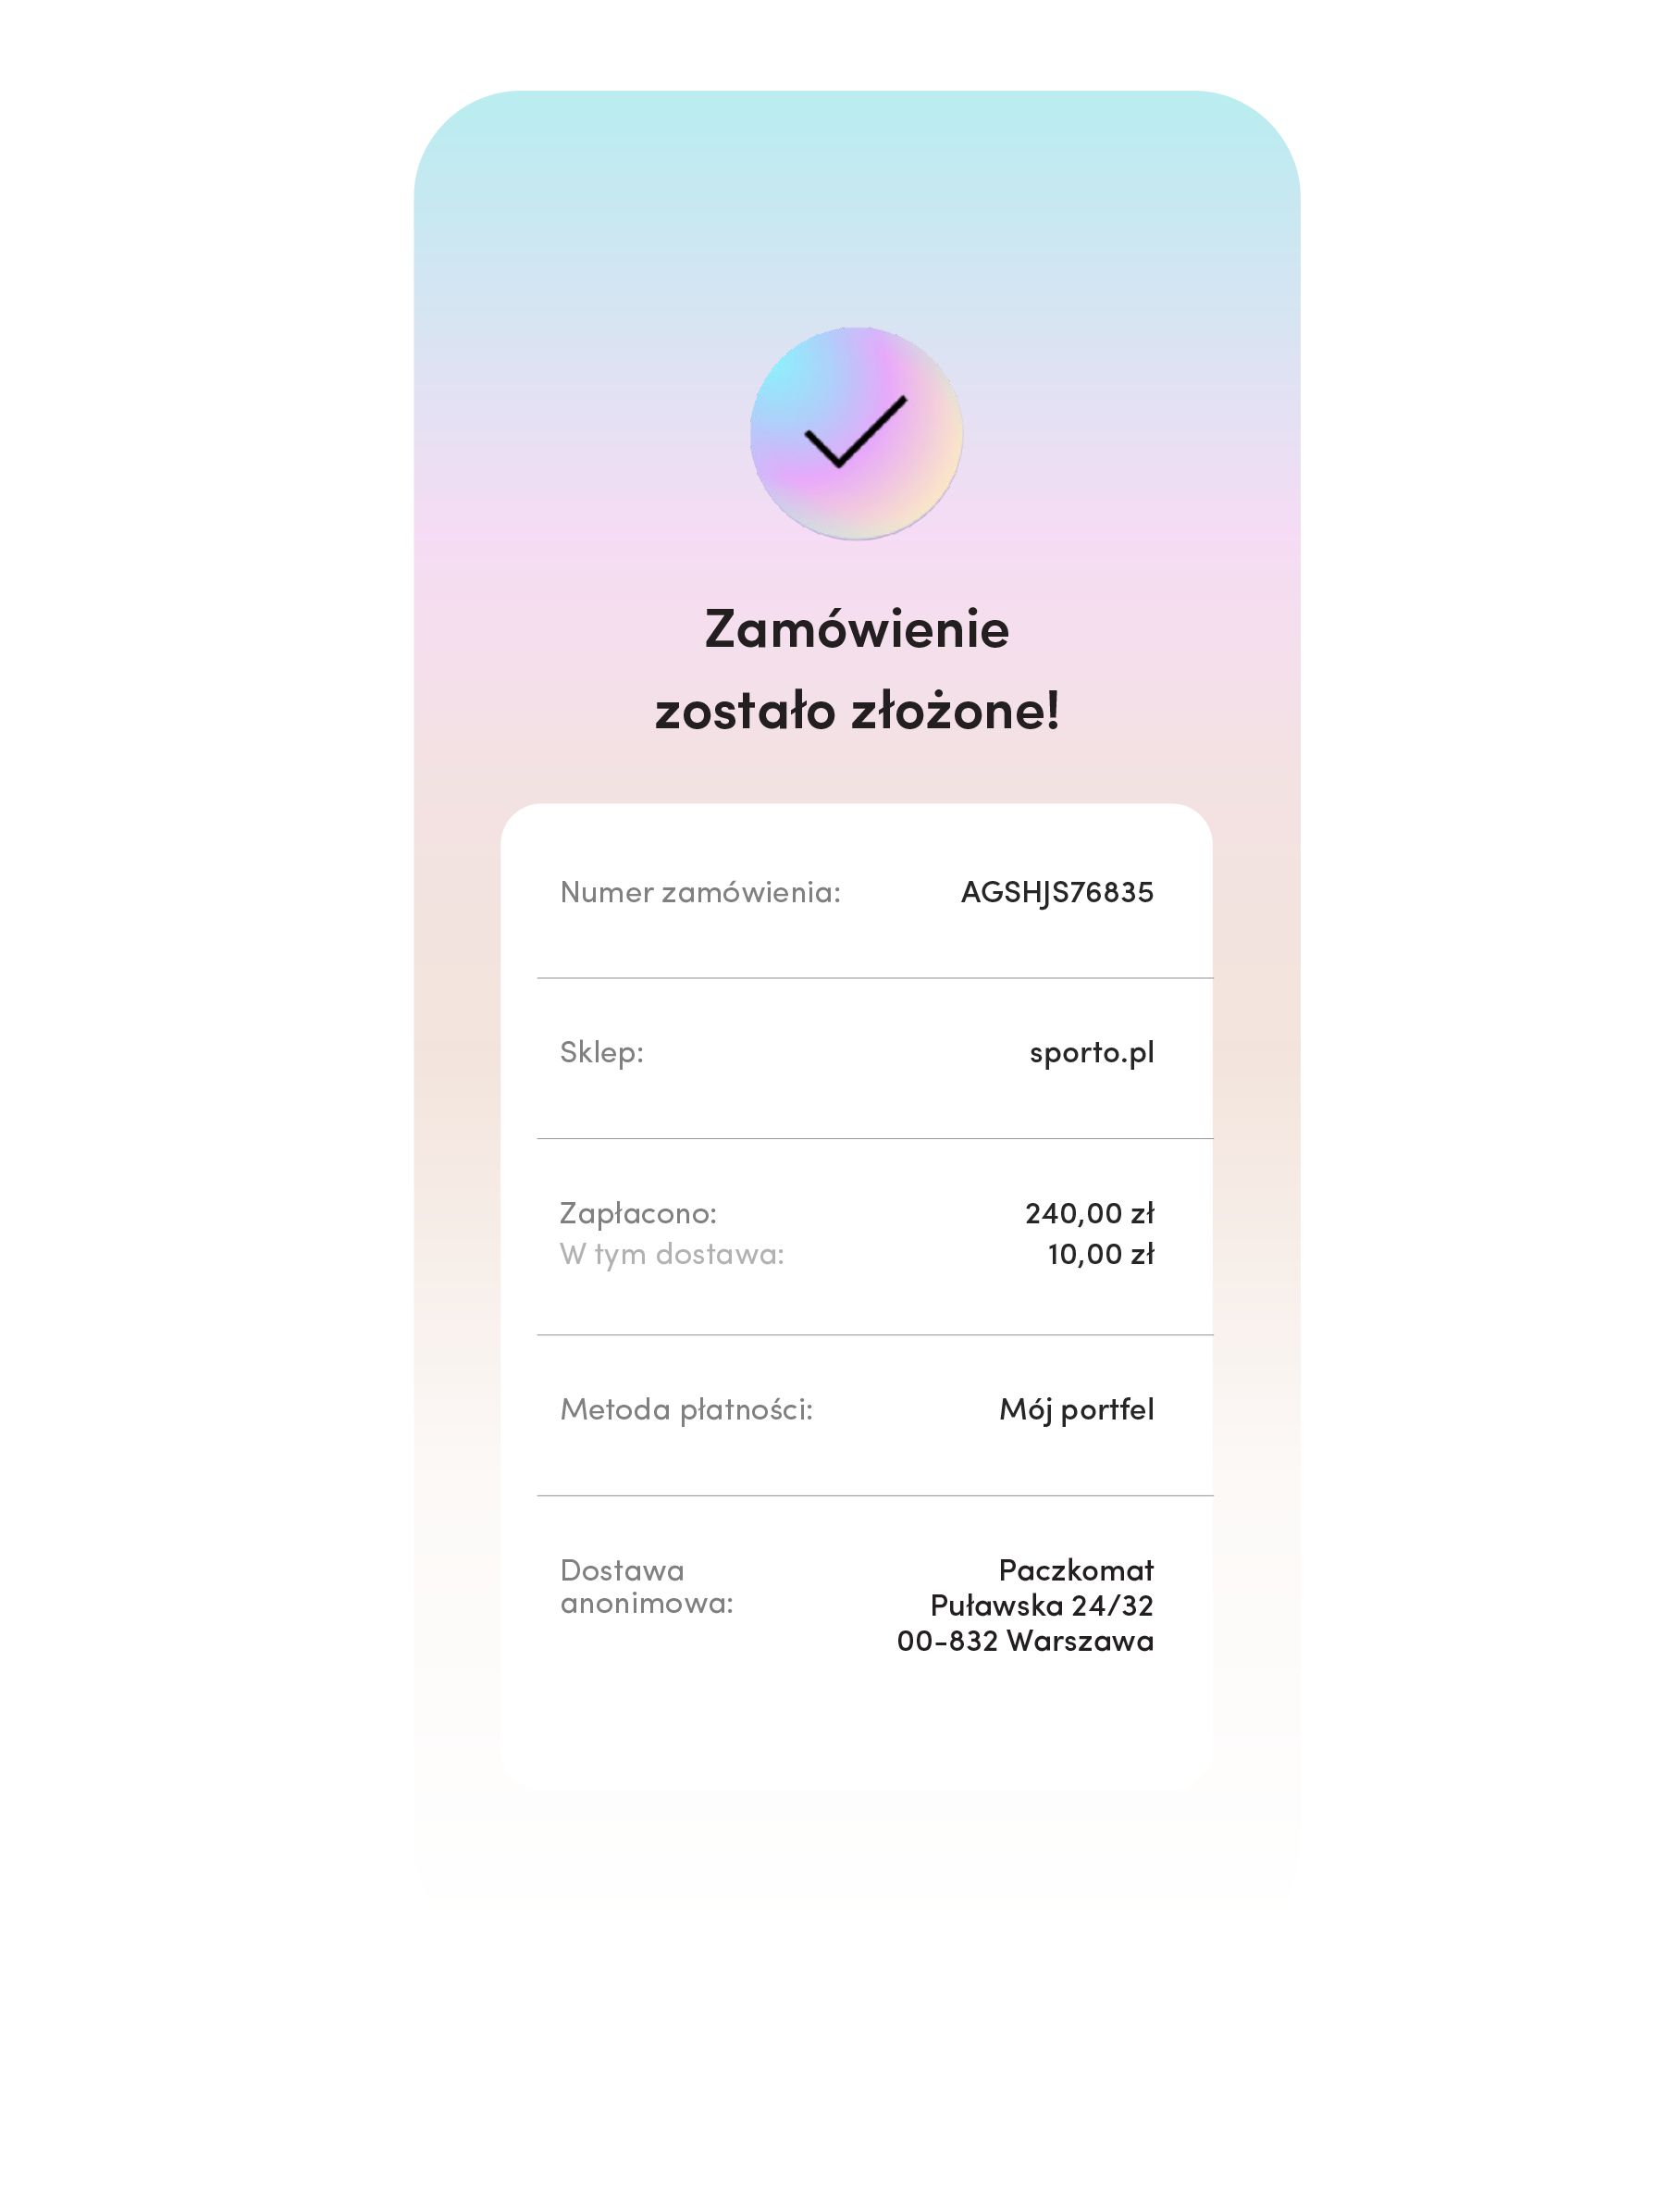 Zamówienie
zostało złożone!
Numer zamówienia: AGSHJS76835
Sklep: sporto.pl
Zapłacono: 240,00 zł
W tym dostawa: 10,00 zł
Metoda płatności: Mój portfel
Dostawa
anonimowa:
Paczkomat
Puławska 24/32
00-832 Warszawa